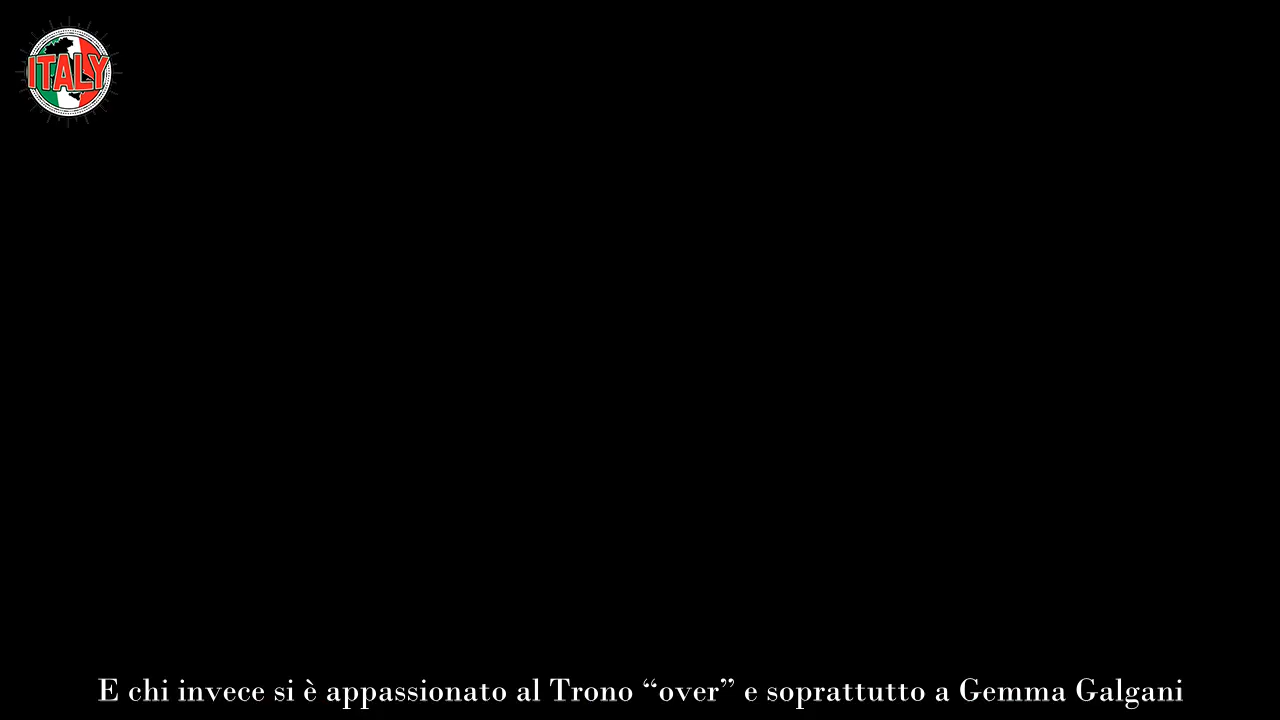 ITALY
E chi invece si è appassionato al Trono “over” e soprattutto a Gemma Galgani